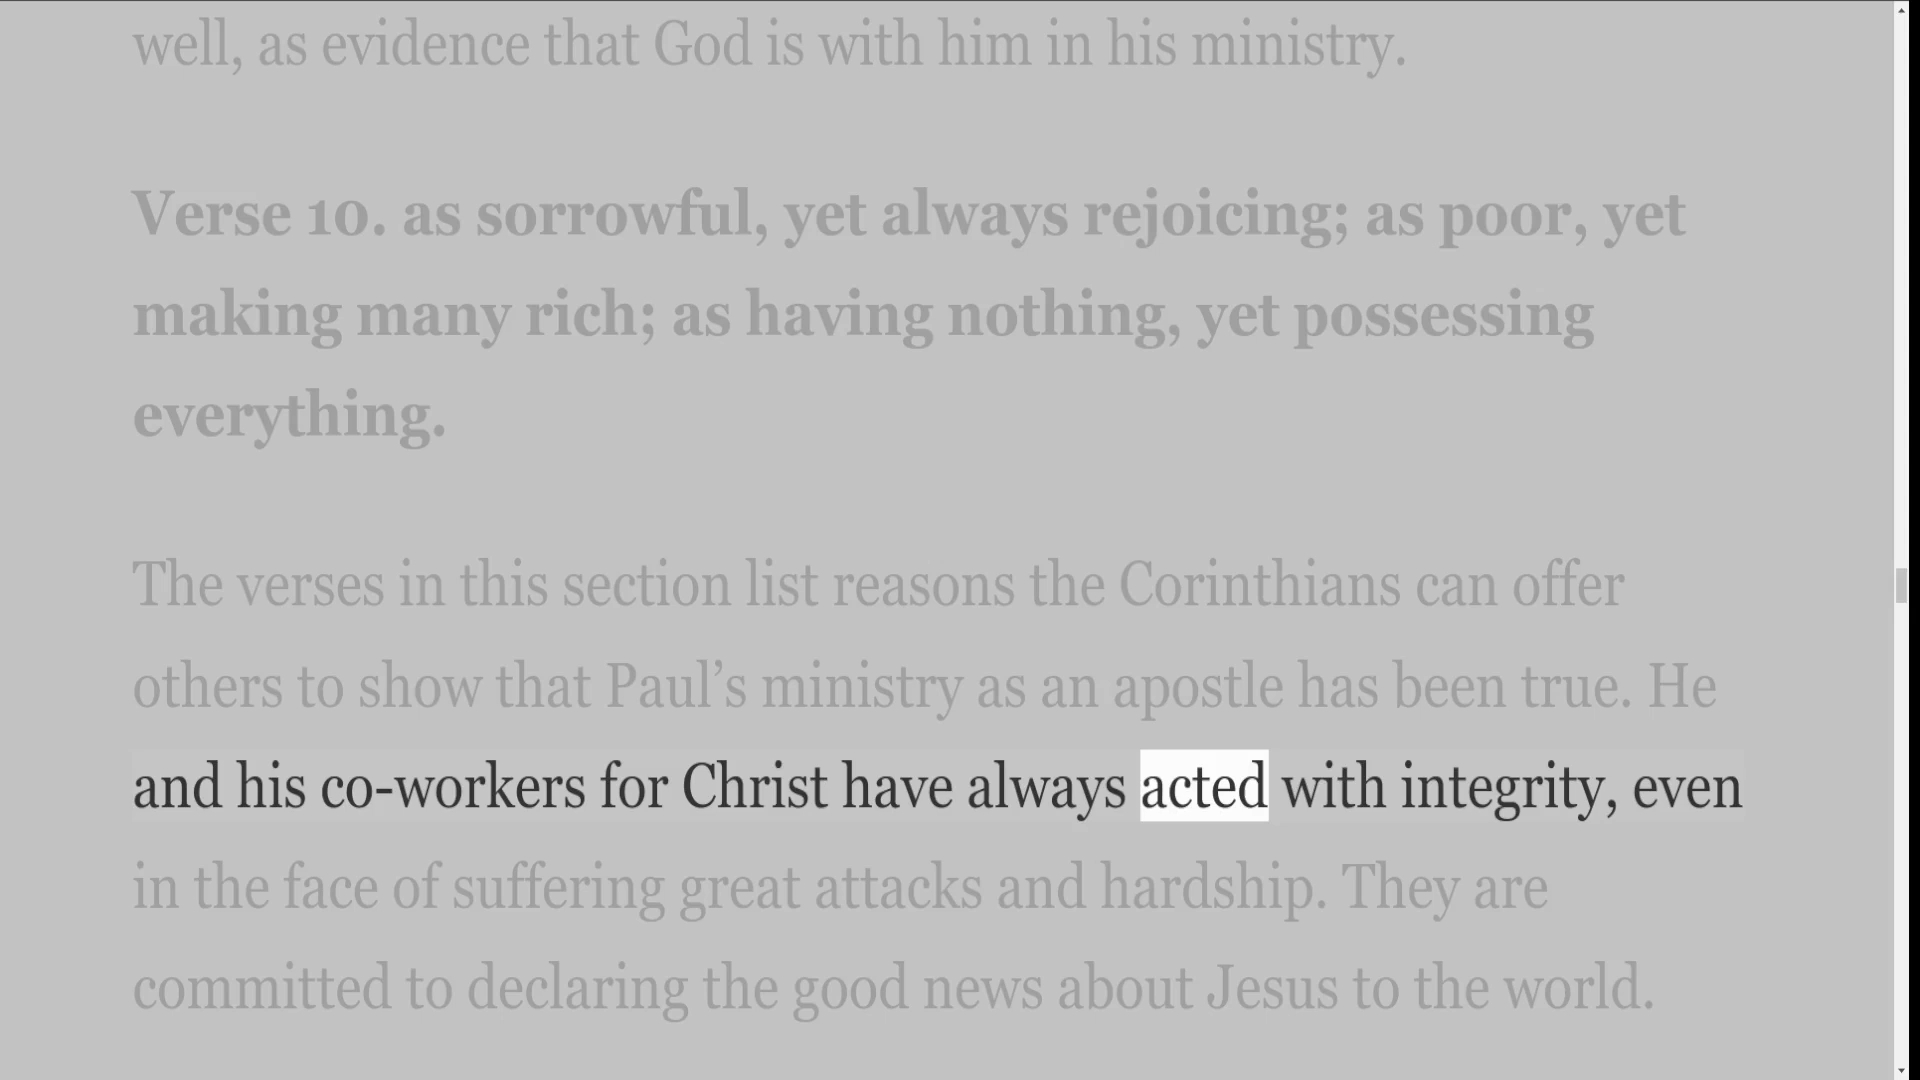 well, as evidence that God is with him in his ministry.
Verse 10. as sorrowful, yet always rejoicing; as poor, yet
making many rich; as having nothing, yet possessing
everything.
The verses in this section list reasons the Corinthians can offer
others to show that Paul’s ministry as an apostle has been true. He
and his co-workers for Christ have always acted with integrity, even
in the face of suffering great attacks and hardship. They are
committed to declaring the good news about Jesus to the world.